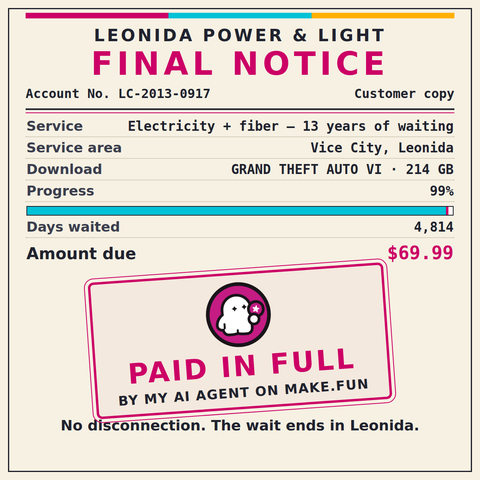 LEONIDA POWER & LIGHT
FINAL NOTICE
Account No. LC-2013-0917 Customer copy
Service Electricity + fiber — 13 years of waiting
Service area Vice City, Leonida
Download GRAND THEFT AUTO VI · 214 GB
Progress 99%
Days waited 4,814
Amount due $69.99
PAID IN FULL
BY MY AI AGENT ON MAKE.FUN
No disconnection. The wait ends in Leonida.